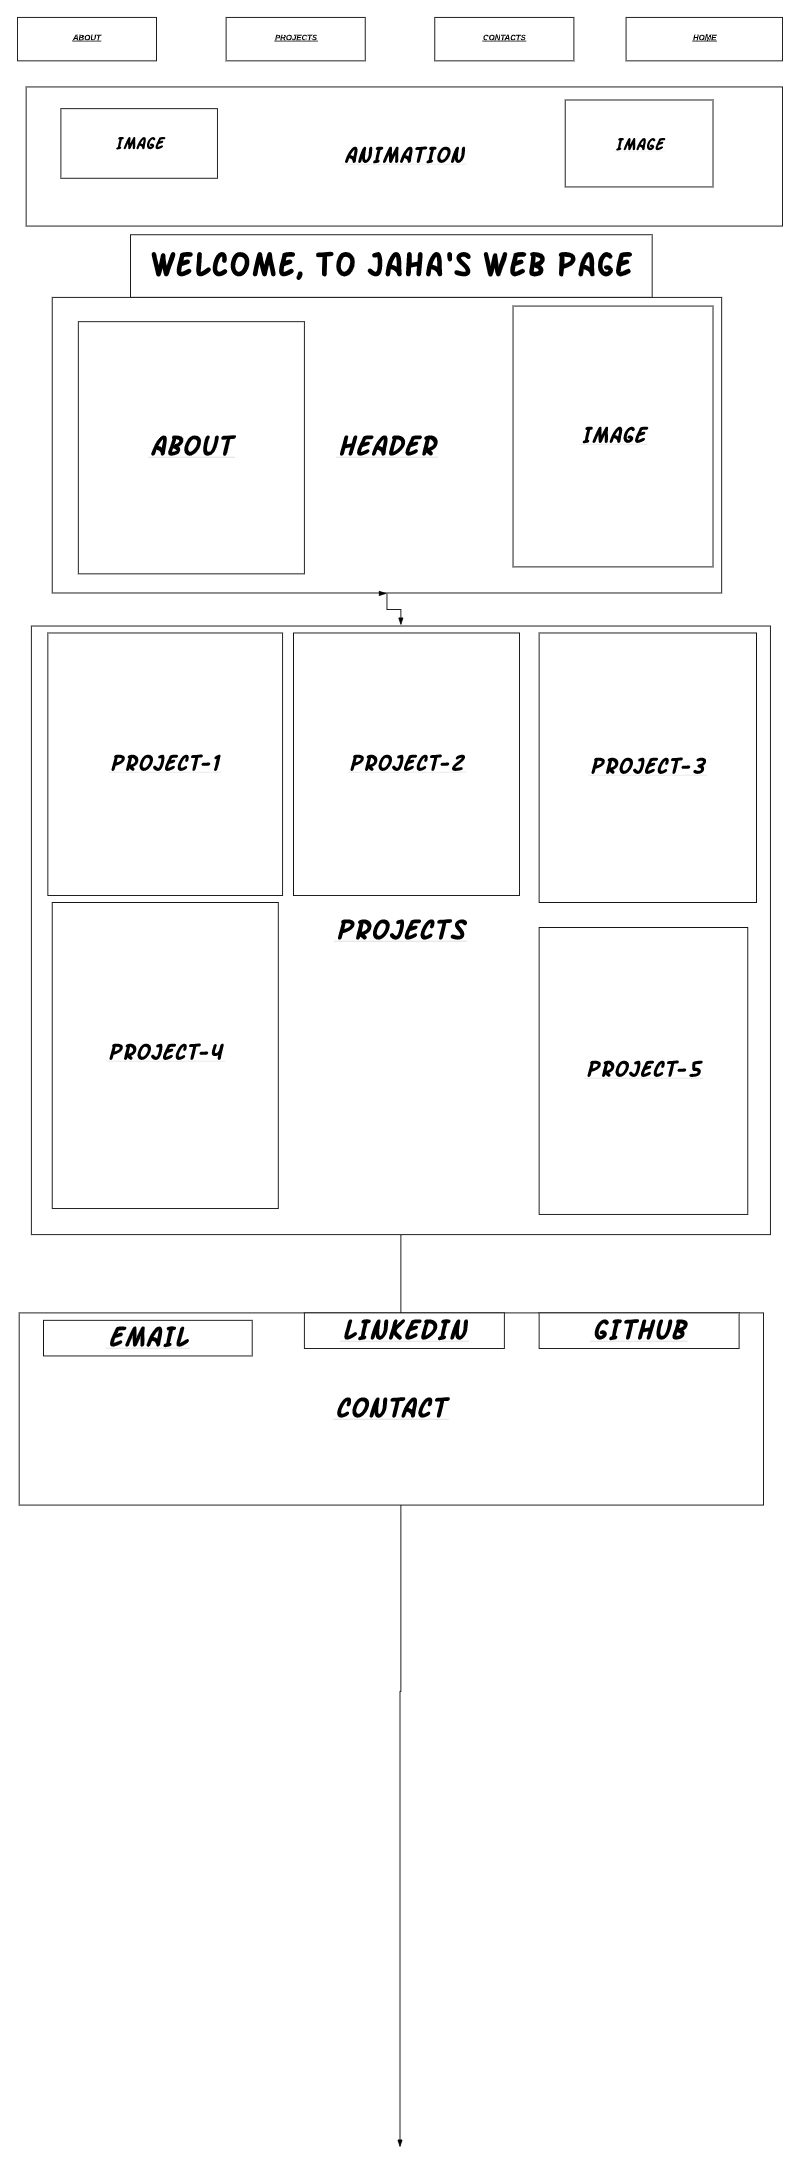 ABOUT
PROJECTS
CONTACTS
HOME
IMAGE
ANIMATION
IMAGE
WELCOME, TO JAHA'S WEB PAGE
ABOUT
HEADER
IMAGE
PROJECT-1
PROJECT-2
PROJECT-3
PROJECTS
PROJECT-4
PROJECT-5
EMAIL
LINKEDIN
GITHUB
CONTACT